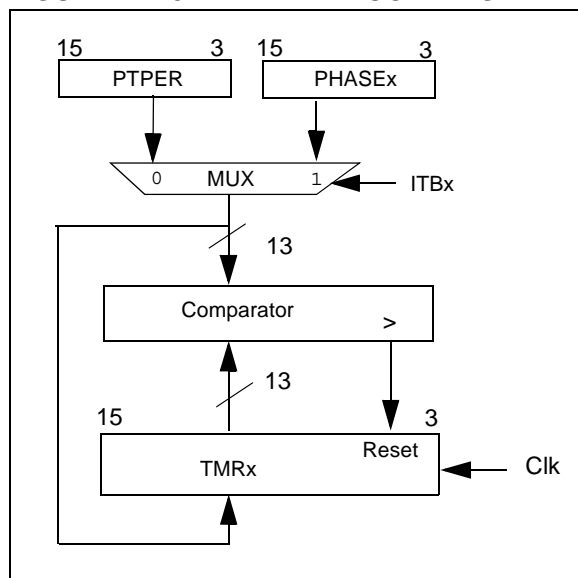 15 3 15 3
PTPER PHASEx
0 MUX 1
ITBx
13
Comparator
>
13
15 3
Reset
TMRx
Clk